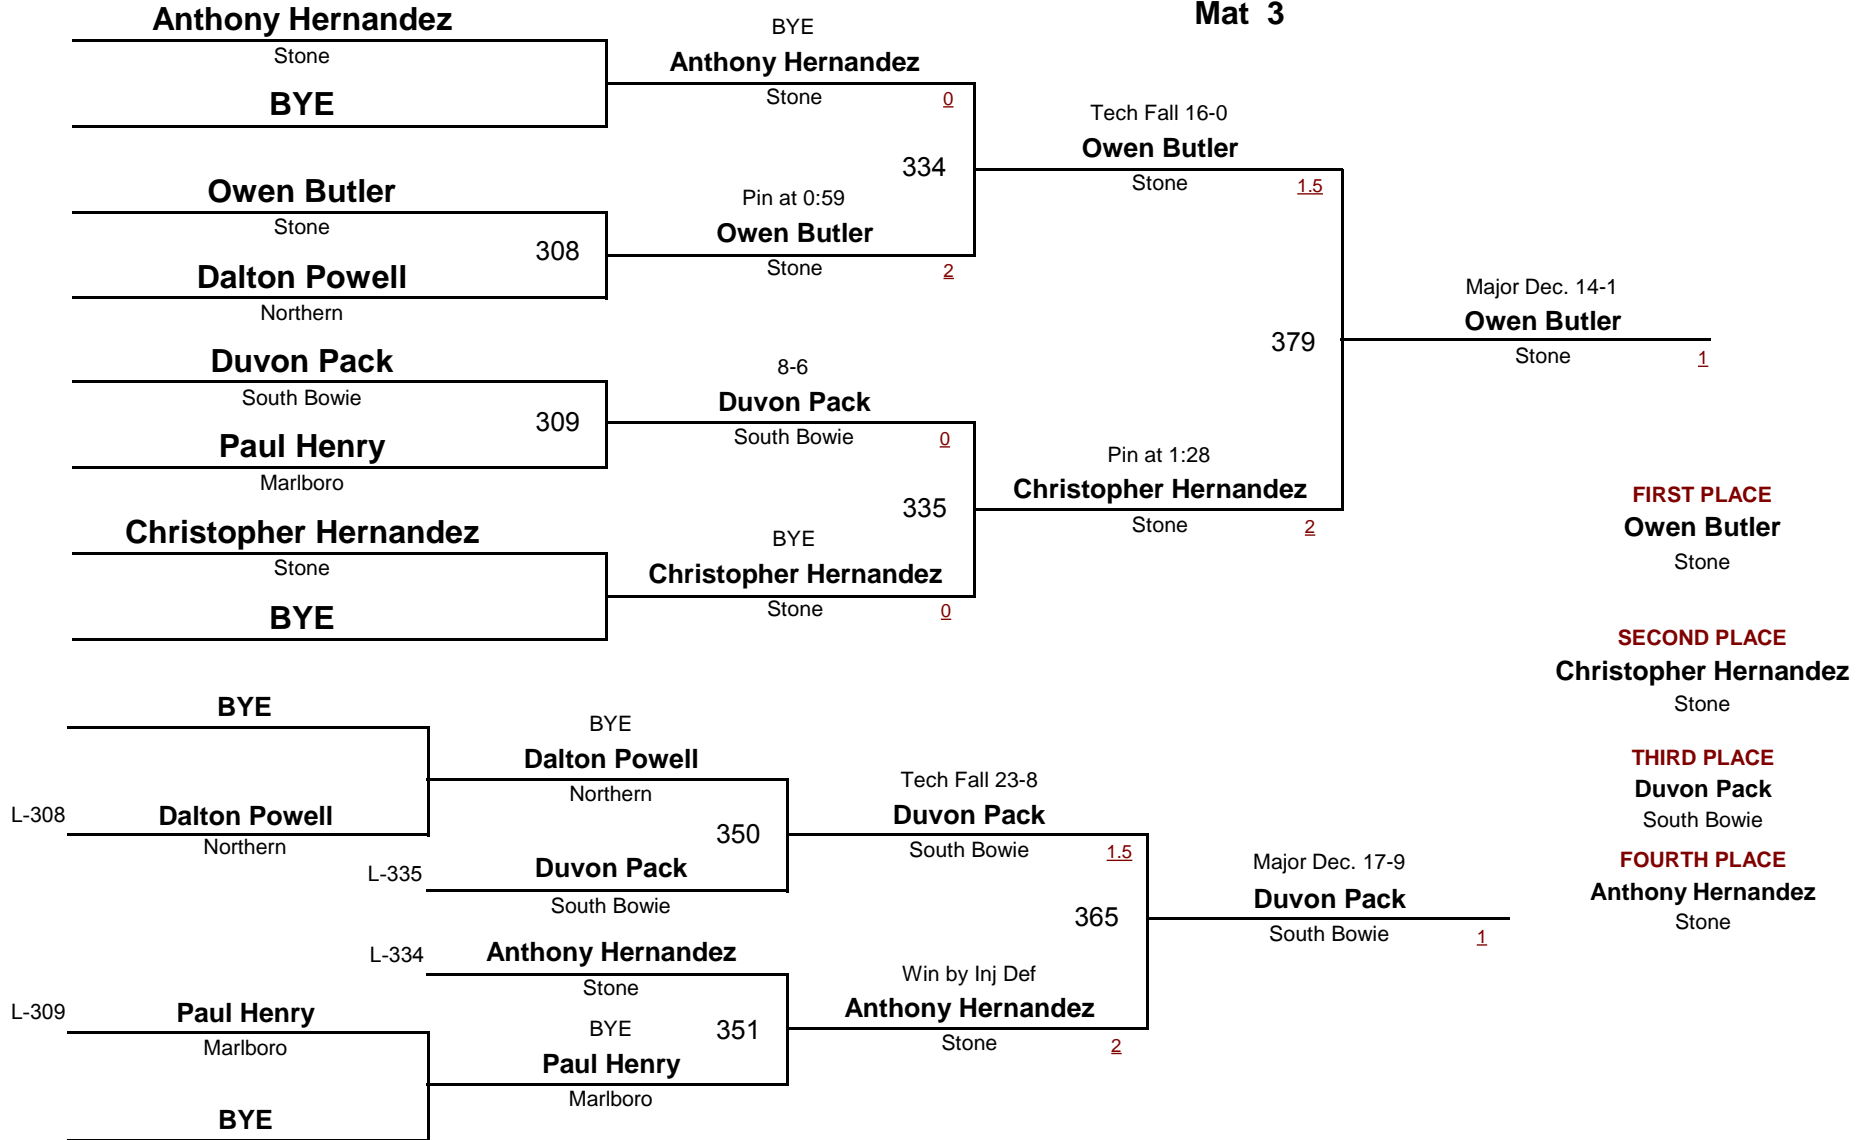 Mat 3
Anthony Hernandez
Stone
BYE
BYE
Anthony Hernandez
Stone
0
Owen Butler
Stone
308
Dalton Powell
Northern
Pin at 0:59
Owen Butler
Stone
2
334
Tech Fall 16-0
Owen Butler
Stone
1.5
Duvon Pack
South Bowie
309
Paul Henry
Marlboro
8-6
Duvon Pack
South Bowie
0
Christopher Hernandez
Stone
BYE
BYE
Christopher Hernandez
Stone
0
335
Pin at 1:28
Christopher Hernandez
Stone
2
379
Major Dec. 14-1
Owen Butler
Stone
1
FIRST PLACE
Owen Butler
Stone
SECOND PLACE
Christopher Hernandez
Stone
THIRD PLACE
Duvon Pack
South Bowie
FOURTH PLACE
Anthony Hernandez
Stone
BYE
L-308
Dalton Powell
Northern
BYE
Dalton Powell
Northern
350
L-335
Duvon Pack
South Bowie
Tech Fall 23-8
Duvon Pack
South Bowie
1.5
L-334
Anthony Hernandez
Stone
L-309
Paul Henry
Marlboro
BYE
BYE
Paul Henry
Marlboro
351
Win by Inj Def
Anthony Hernandez
Stone
2
365
Major Dec. 17-9
Duvon Pack
South Bowie
1